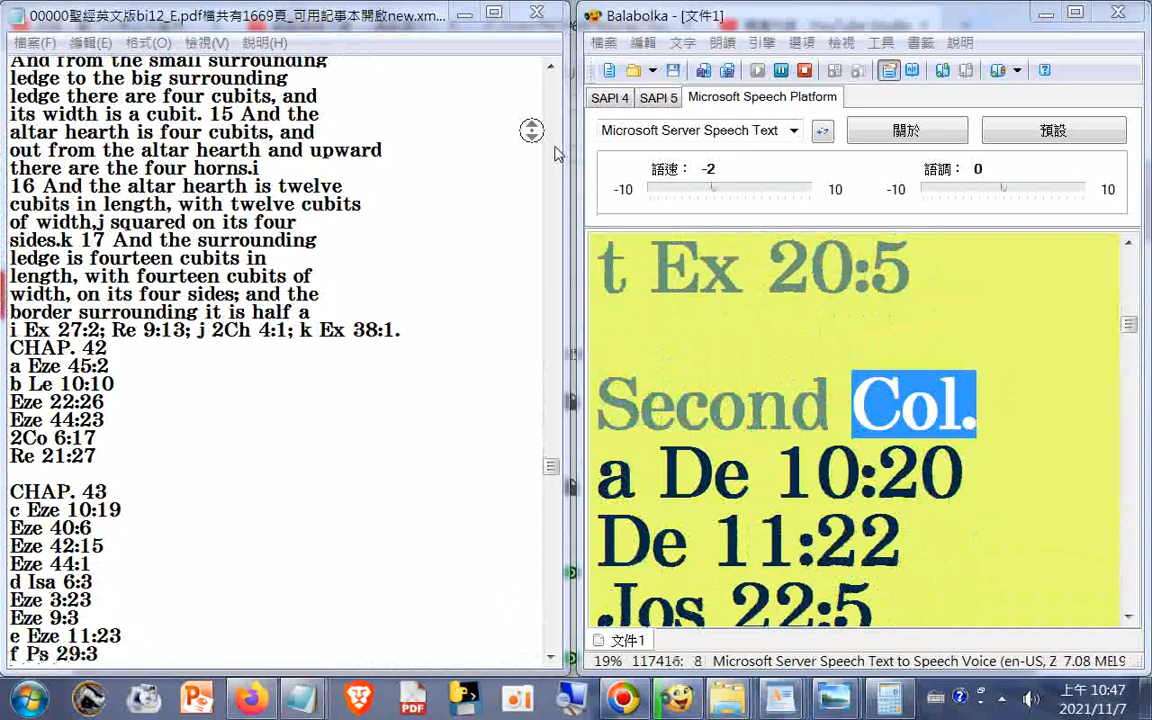 00000聖經英文版bi12_E.pdf檔共有1669頁_可用記事本開啟new.xm...
檔案(F) 編輯(E) 格式(O) 檢視(V) 說明(H)
And from the small surrounding
ledge to the big surrounding
ledge there are four cubits, and
its width is a cubit. 15 And the
altar hearth is four cubits, and
out from the altar hearth and upward
there are the four horns.i
16 And the altar hearth is twelve
cubits in length, with twelve cubits
of width,j squared on its four
sides.k 17 And the surrounding
ledge is fourteen cubits in
length, with fourteen cubits of
width, on its four sides; and the
border surrounding it is half a
i Ex 27:2; Re 9:13; j 2Ch 4:1; k Ex 38:1.
CHAP. 42
a Eze 45:2
b Le 10:10
Eze 22:26
Eze 44:23
2Co 6:17
Re 21:27
CHAP. 43
c Eze 10:19
Eze 40:6
Eze 42:15
Eze 44:1
d Isa 6:3
Eze 3:23
Eze 9:3
e Eze 11:23
f Ps 29:3
Balabolka - [文件1]
檔案 編輯 文字 朗讀 引擎 選項 檢視 工具 書籤 說明
SAPI 4 SAPI 5 Microsoft Speech Platform
Microsoft Server Speech Text
關於
預設
語速： -2
語調： 0
-10 10 -10 10
t Ex 20:5
Second Col.
a De 10:20
De 11:22
Jos 22:5
文件1
19% 117416: 8 Microsoft Server Speech Text to Speech Voice (en-US, Z 7.08 ME
上午 10:47
2021/11/7